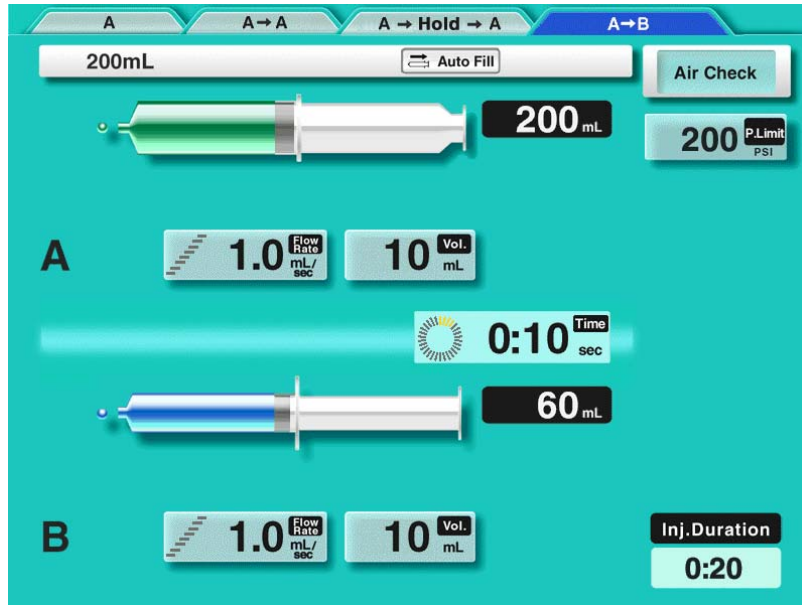 A
A→A
A → Hold → A
A→B
200mL
Auto Fill
Air Check
200 mL
200 P.Limit PSI
A
1.0 Flow Rate mL/sec
10 Vol. mL
0:10 Time sec
60 mL
B
1.0 Flow Rate mL/sec
10 Vol. mL
Inj.Duration
0:20